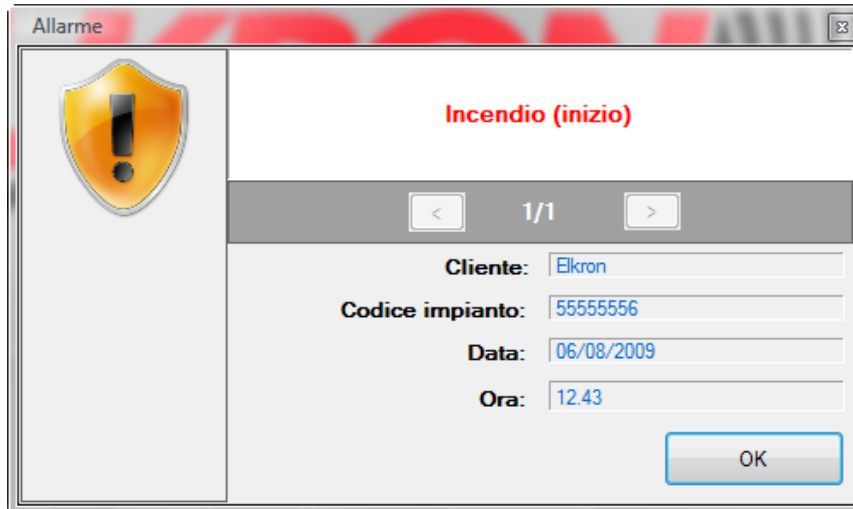 Allarme
Incendio (inizio)
< 1/1 >
Cliente: Elkron
Codice impianto: 55555556
Data: 06/08/2009
Ora: 12.43
OK